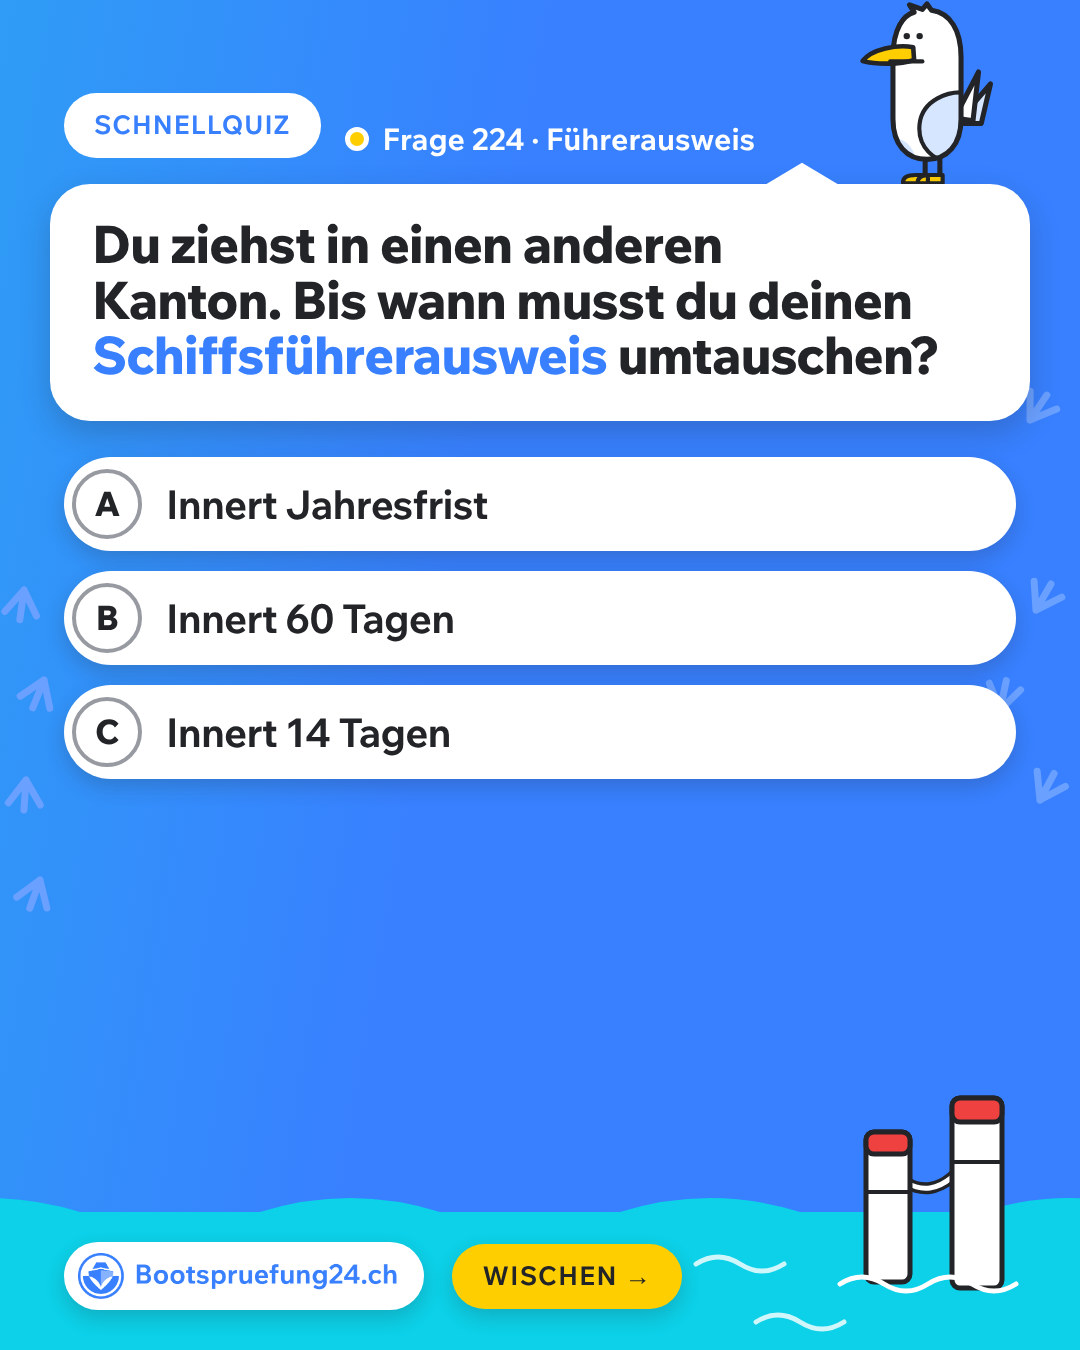 SCHNELLQUIZ
Frage 224 · Führerausweis
Du ziehst in einen anderen
Kanton. Bis wann musst du deinen
Schiffsführerausweis umtauschen?
A Innert Jahresfrist
B Innert 60 Tagen
C Innert 14 Tagen
Bootspruefung24.ch
WISCHEN →